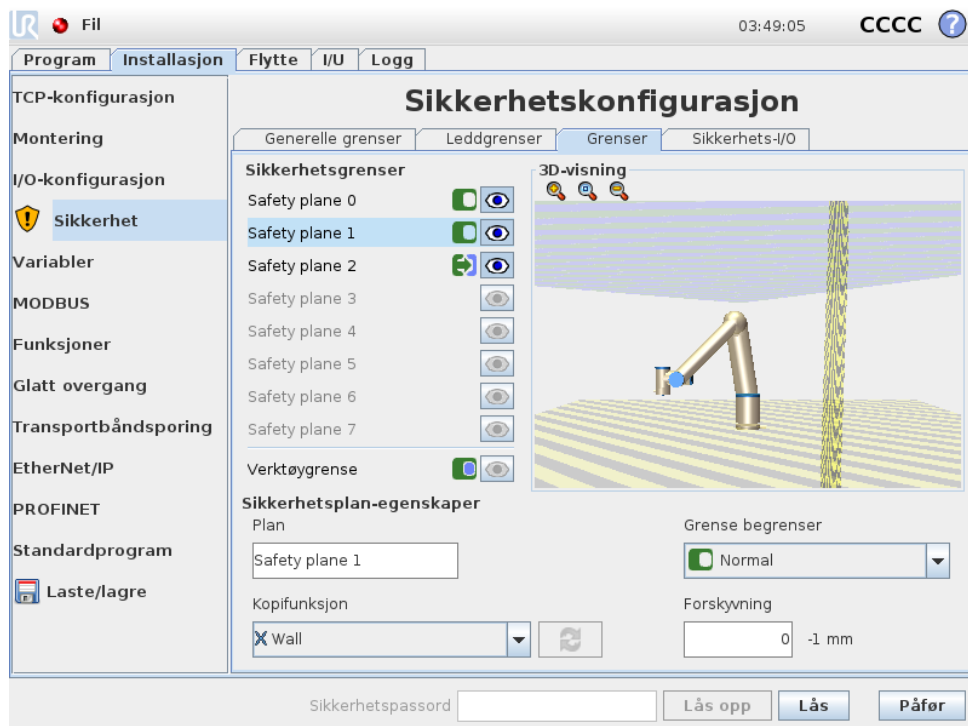 UR Fil 03:49:05 CCCC ?
Program Installasjon Flytte I/U Logg
TCP-konfigurasjon
Montering
I/O-konfigurasjon
Sikkerhet
Variabler
MODBUS
Funksjoner
Glatt overgang
Transportbåndsporing
EtherNet/IP
PROFINET
Standardprogram
Laste/lagre
Sikkerhetskonfigurasjon
Generelle grenser Leddgrenser Grenser Sikkerhets-I/O
Sikkerhetsgrenser
Safety plane 0
Safety plane 1
Safety plane 2
Safety plane 3
Safety plane 4
Safety plane 5
Safety plane 6
Safety plane 7
Verktøygrense
3D-visning
Sikkerhetsplan-egenskaper
Plan
Safety plane 1
Grense begrenser
Normal
Kopifunksjon
Wall
Forskyvning
0 -1 mm
Sikkerhetspassord Lås opp Lås Påfør